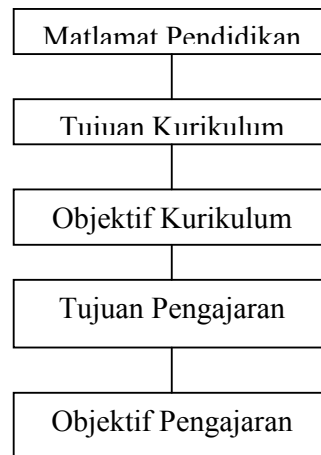 Matlamat Pendidikan
Tujuan Kurikulum
Objektif Kurikulum
Tujuan Pengajaran
Objektif Pengajaran